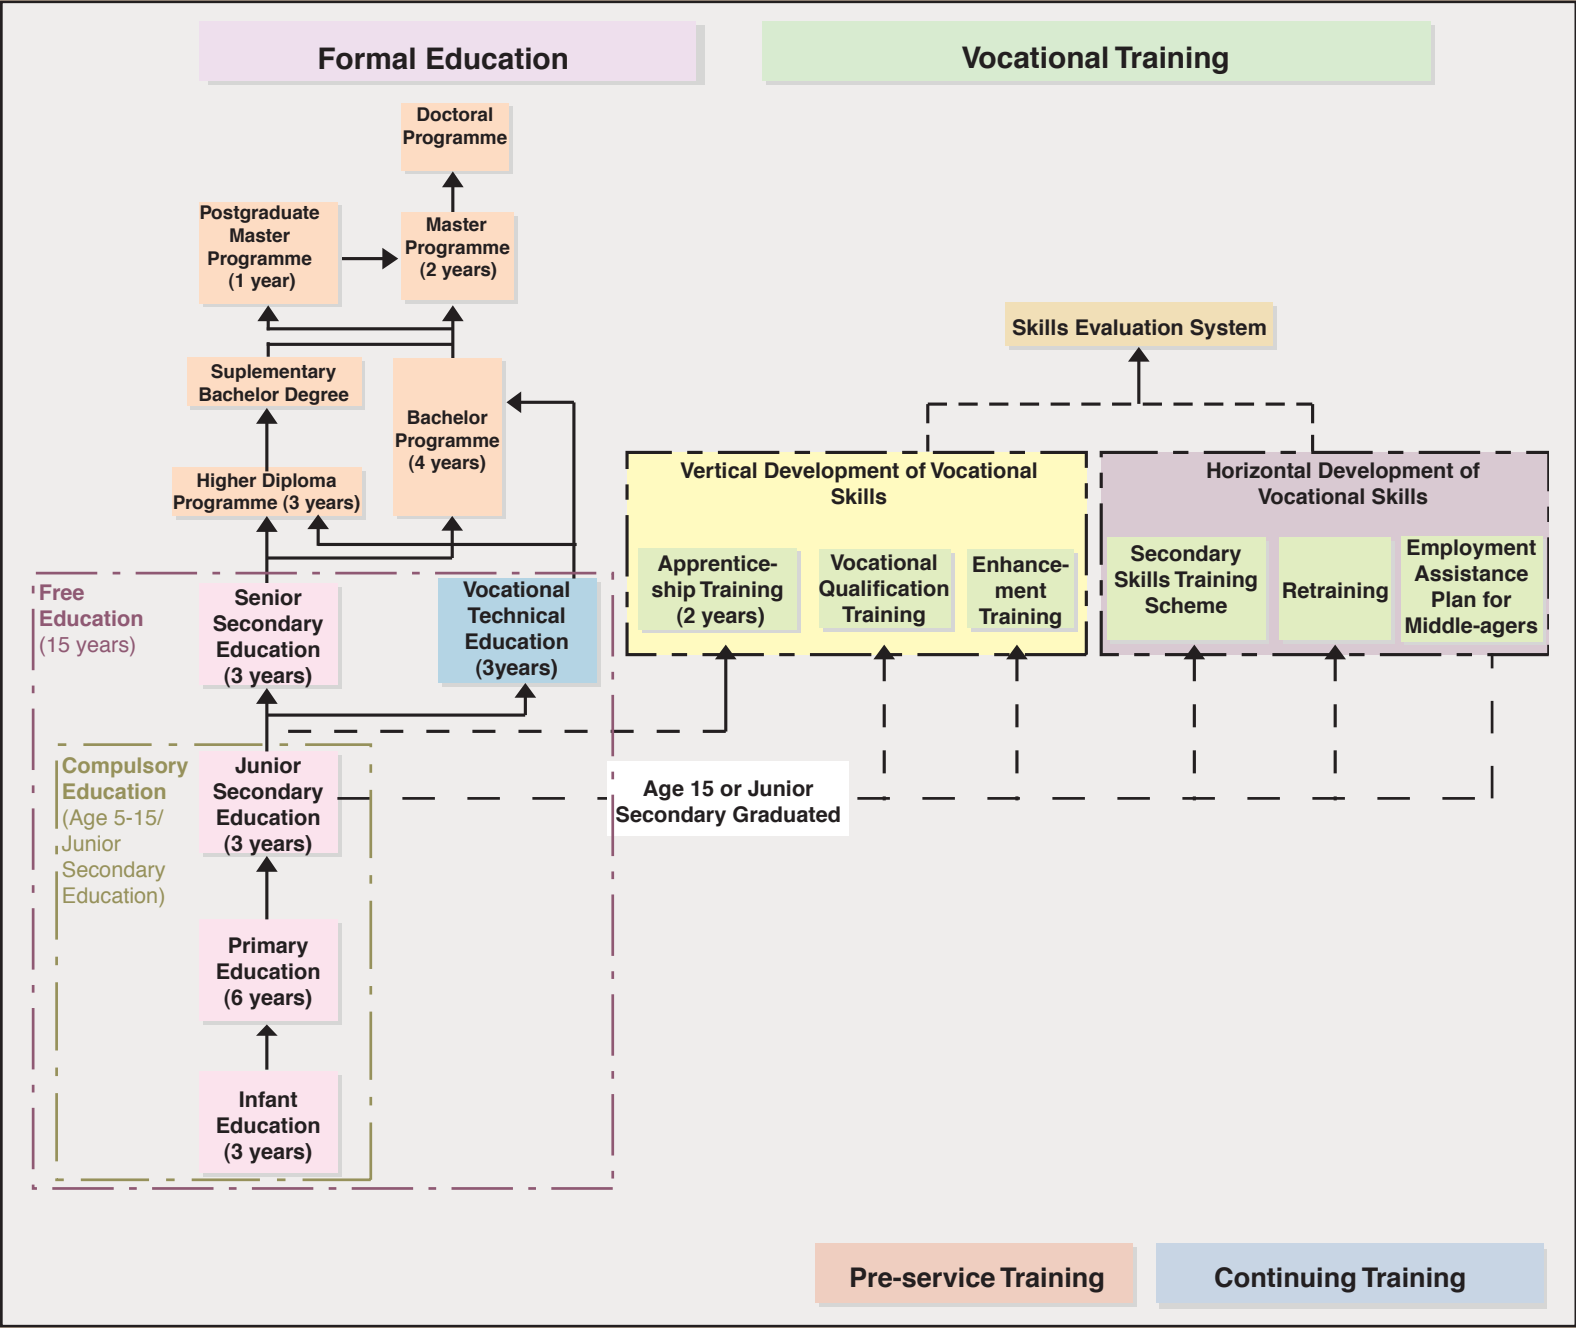 Formal Education
Vocational Training
Doctoral
Programme
Postgraduate
Master
Programme
(1 year)
Master
Programme
(2 years)
Skills Evaluation System
Suplementary
Bachelor Degree
Bachelor
Programme
(4 years)
Higher Diploma
Programme (3 years)
Vertical Development of Vocational
Skills
Horizontal Development of
Vocational Skills
Apprentice-
ship Training
(2 years)
Vocational
Qualification
Training
Enhance-
ment
Training
Secondary
Skills Training
Scheme
Retraining
Employment
Assistance
Plan for
Middle-agers
Free
Education
(15 years)
Senior
Secondary
Education
(3 years)
Vocational
Technical
Education
(3years)
Compulsory
Education
(Age 5-15/
Junior
Secondary
Education)
Junior
Secondary
Education
(3 years)
Age 15 or Junior
Secondary Graduated
Primary
Education
(6 years)
Infant
Education
(3 years)
Pre-service Training
Continuing Training